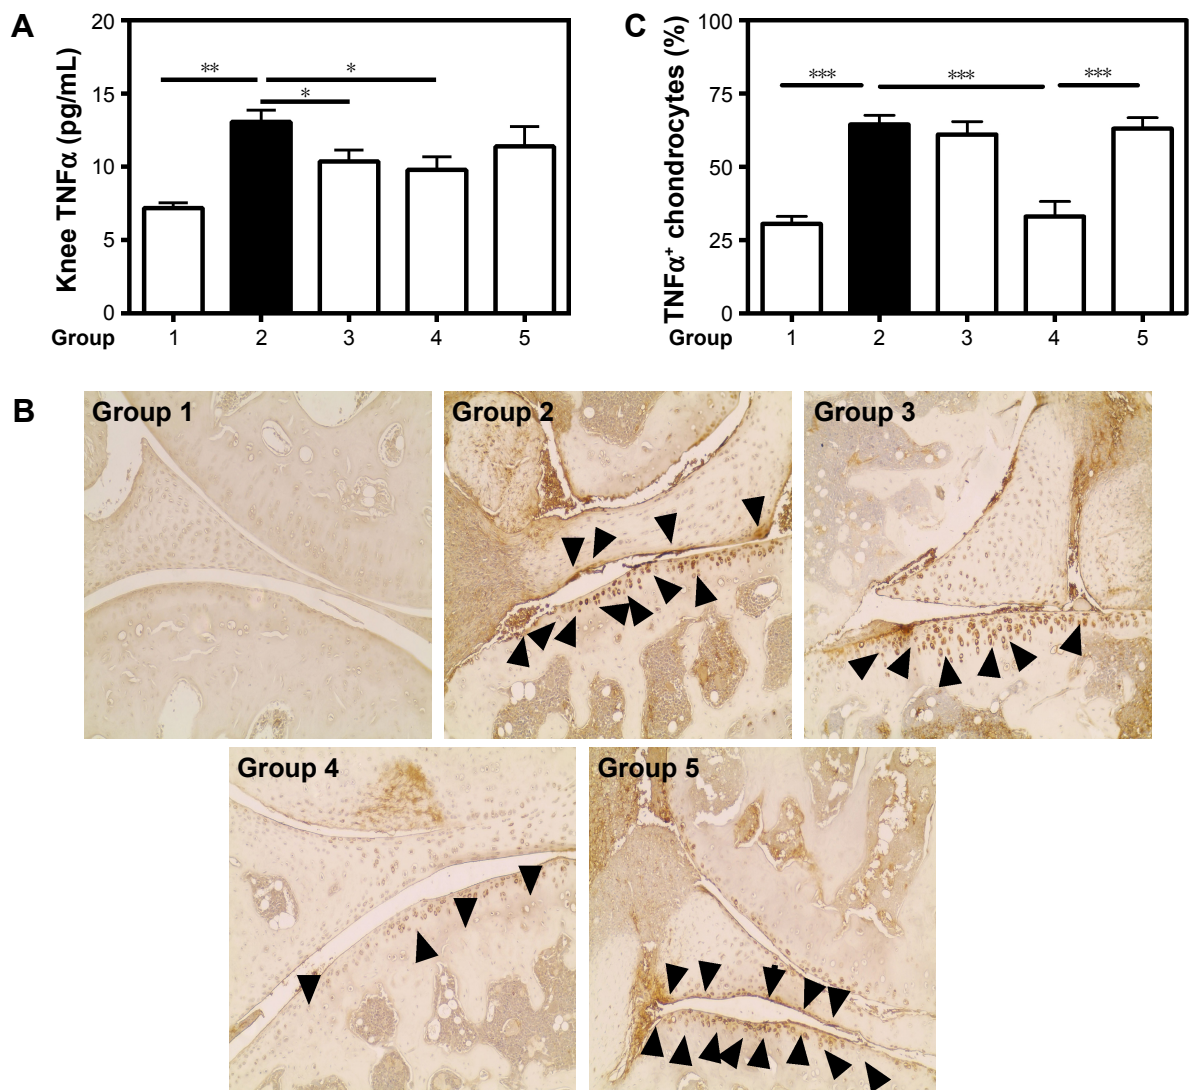 A
Knee TNFα (pg/mL)
20
15
10
5
0
**
*
*
Group 1 2 3 4 5
C
TNFα⁺ chondrocytes (%)
100
75
50
25
0
***
***
***
Group 1 2 3 4 5
B
Group 1
Group 2
Group 3
Group 4
Group 5